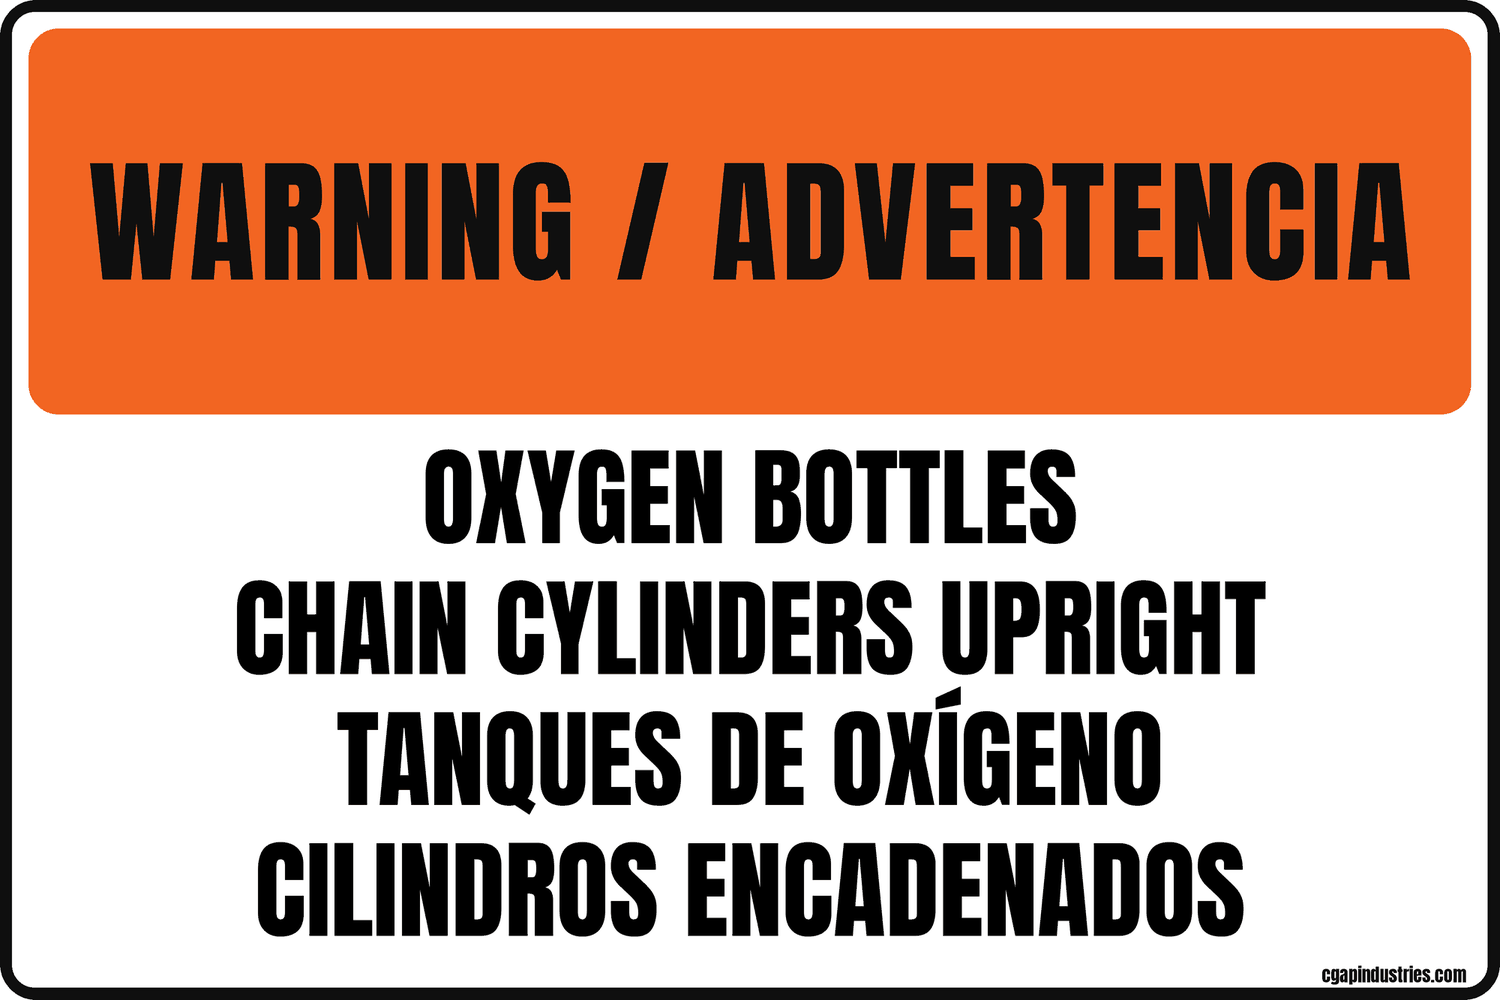 WARNING / ADVERTENCIA
OXYGEN BOTTLES
CHAIN CYLINDERS UPRIGHT
TANQUES DE OXÍGENO
CILINDROS ENCADENADOS
cgapindustries.com